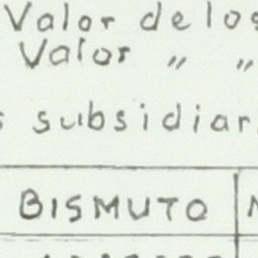 Valor de los
Valor " "
subsidiar
BISMUTO